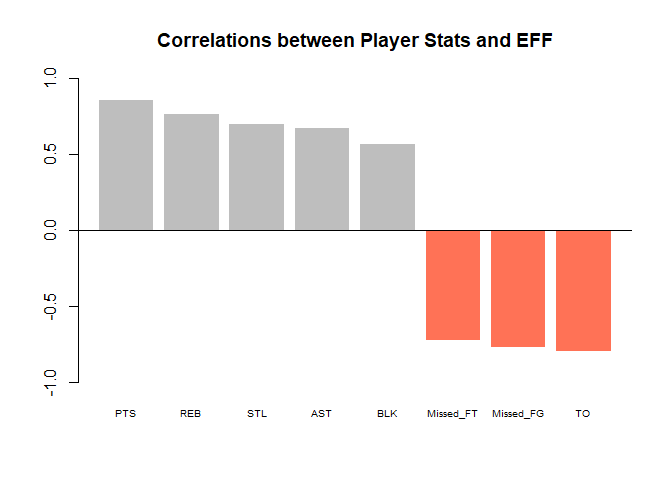 Correlations between Player Stats and EFF
1.0
0.5
0.0
-0.5
-1.0
PTS REB STL AST BLK Missed_FT Missed_FG TO